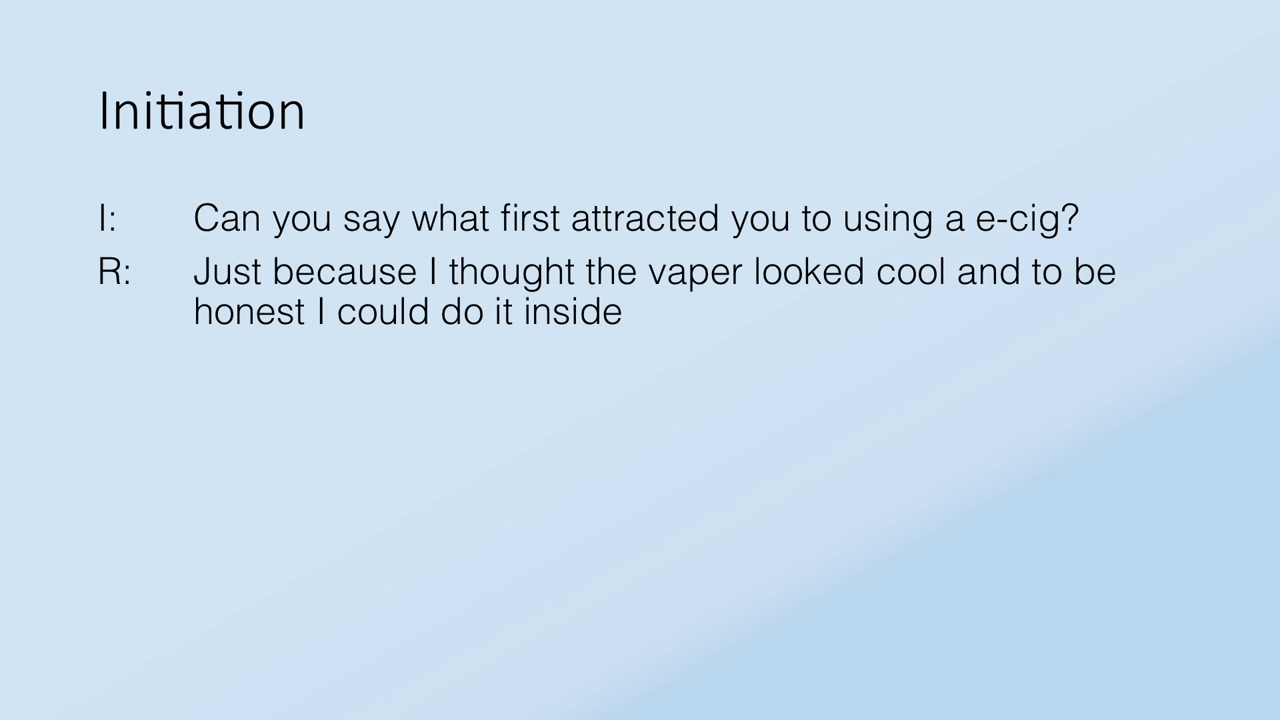 Initiation
I: Can you say what first attracted you to using a e-cig?
R: Just because I thought the vaper looked cool and to be
honest I could do it inside